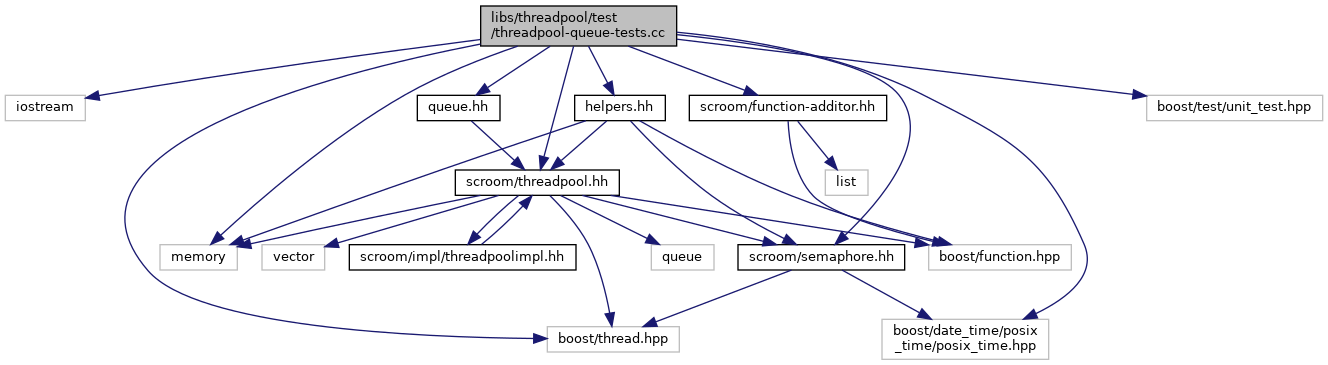 libs/threadpool/test
/threadpool-queue-tests.cc
iostream
queue.hh
helpers.hh
scroom/function-additor.hh
boost/test/unit_test.hpp
scroom/threadpool.hh
list
memory
vector
scroom/impl/threadpoolimpl.hh
queue
scroom/semaphore.hh
boost/function.hpp
boost/thread.hpp
boost/date_time/posix
_time/posix_time.hpp